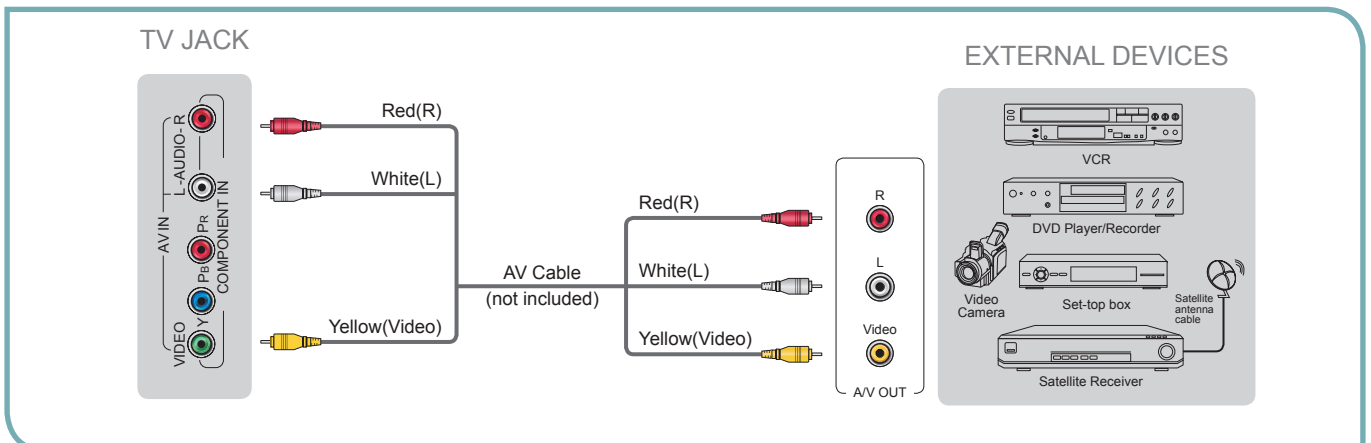 TV JACK
EXTERNAL DEVICES
AV IN
L -AUDIO- R
COMPONENT IN
VIDEO
Y
PB
PR
Red(R)
White(L)
Yellow(Video)
AV Cable
(not included)
Red(R)
White(L)
Yellow(Video)
R
L
Video
A/V OUT
VCR
DVD Player/Recorder
Video
Camera
Set-top box
Satellite
antenna
cable
Satellite Receiver